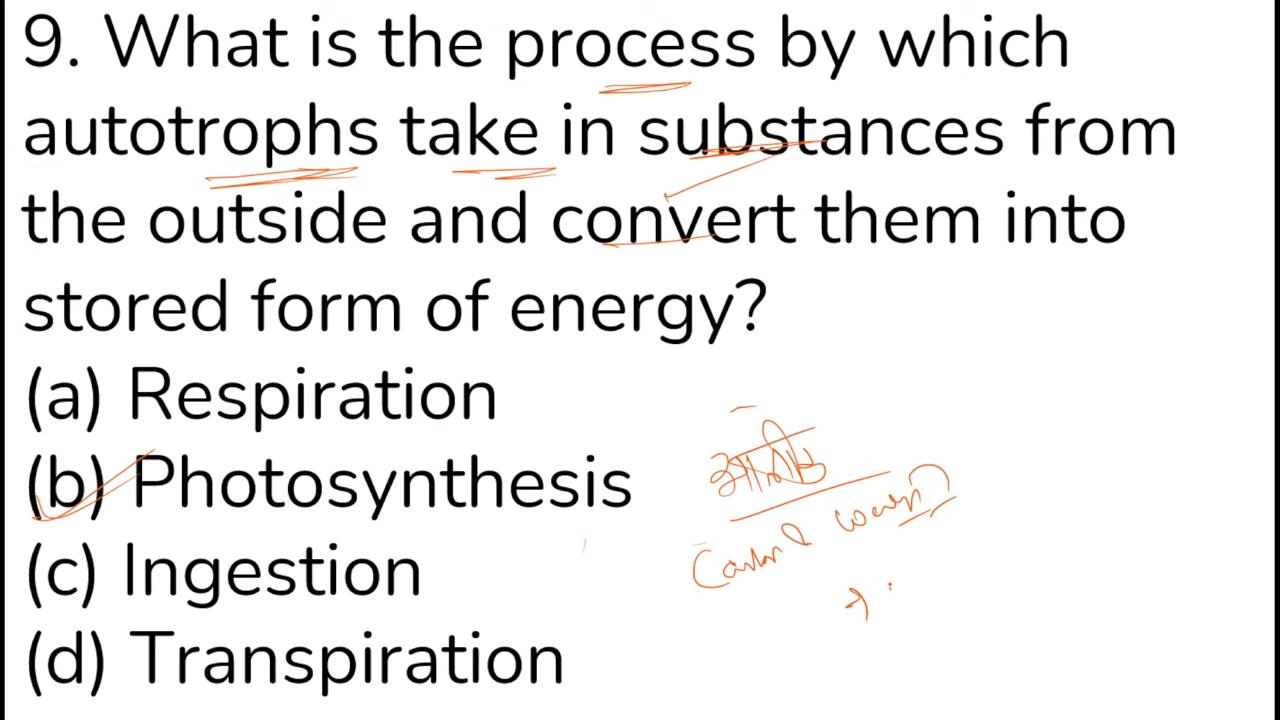 9. What is the process by which
autotrophs take in substances from
the outside and convert them into
stored form of energy?
(a) Respiration
(b) Photosynthesis
(c) Ingestion
(d) Transpiration